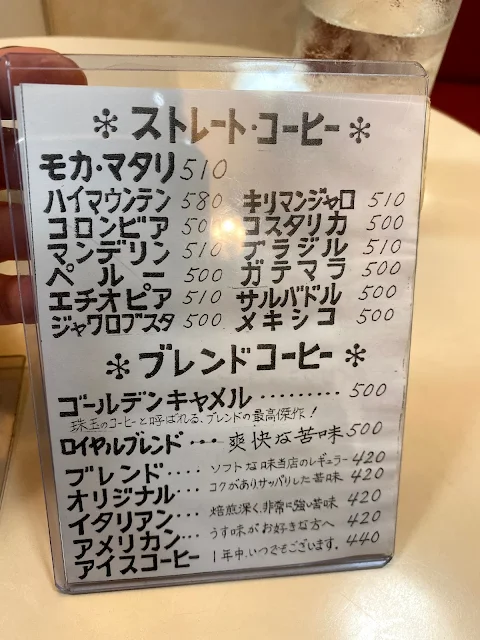 ＊ストレート・コーヒー＊
モカ・マタリ 510
ハイマウンテン 580 キリマンジャロ 510
コロンビア コスタリカ 500
マンデリン 510 ブラジル 510
ペルー 500 ガテマラ 500
エチオピア 510 サルバドル 500
ジャワロブスタ 500 メキシコ 500
＊ブレンドコーヒー＊
ゴールデンキャメル ········· 500
珠玉のコーヒーと呼ばれる、ブレンドの最高傑作！
ロイヤルブレンド ··· 爽快な苦味 500
ブレンド ···· ソフトな味当店のレギュラー 420
オリジナル ··· コクがありサッパリした苦味 420
イタリアン ··· 焙煎深く、非常に強い苦味 420
アメリカン ··· うす味がお好きな方へ 420
アイスコーヒー 1年中、いつでもございます。 440